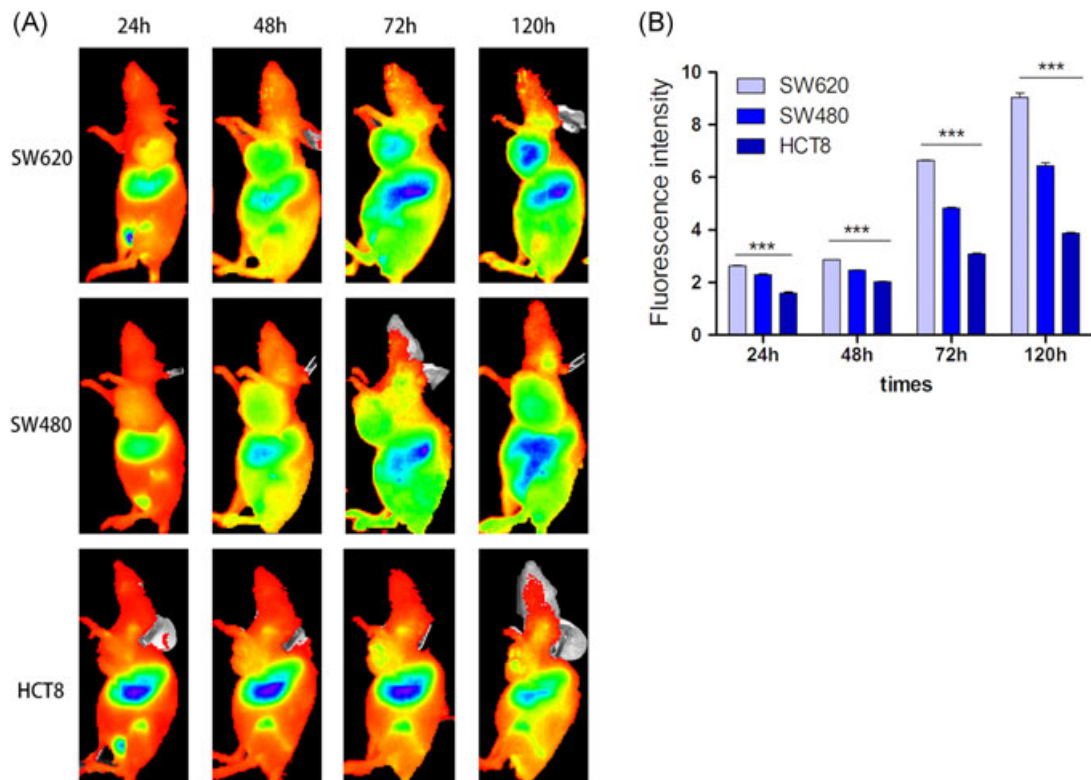 (A)
24h 48h 72h 120h
SW620
SW480
HCT8
(B)
Fluorescence intensity
10
8
6
4
2
0
SW620
SW480
HCT8
*** *** *** ***
24h 48h 72h 120h
times